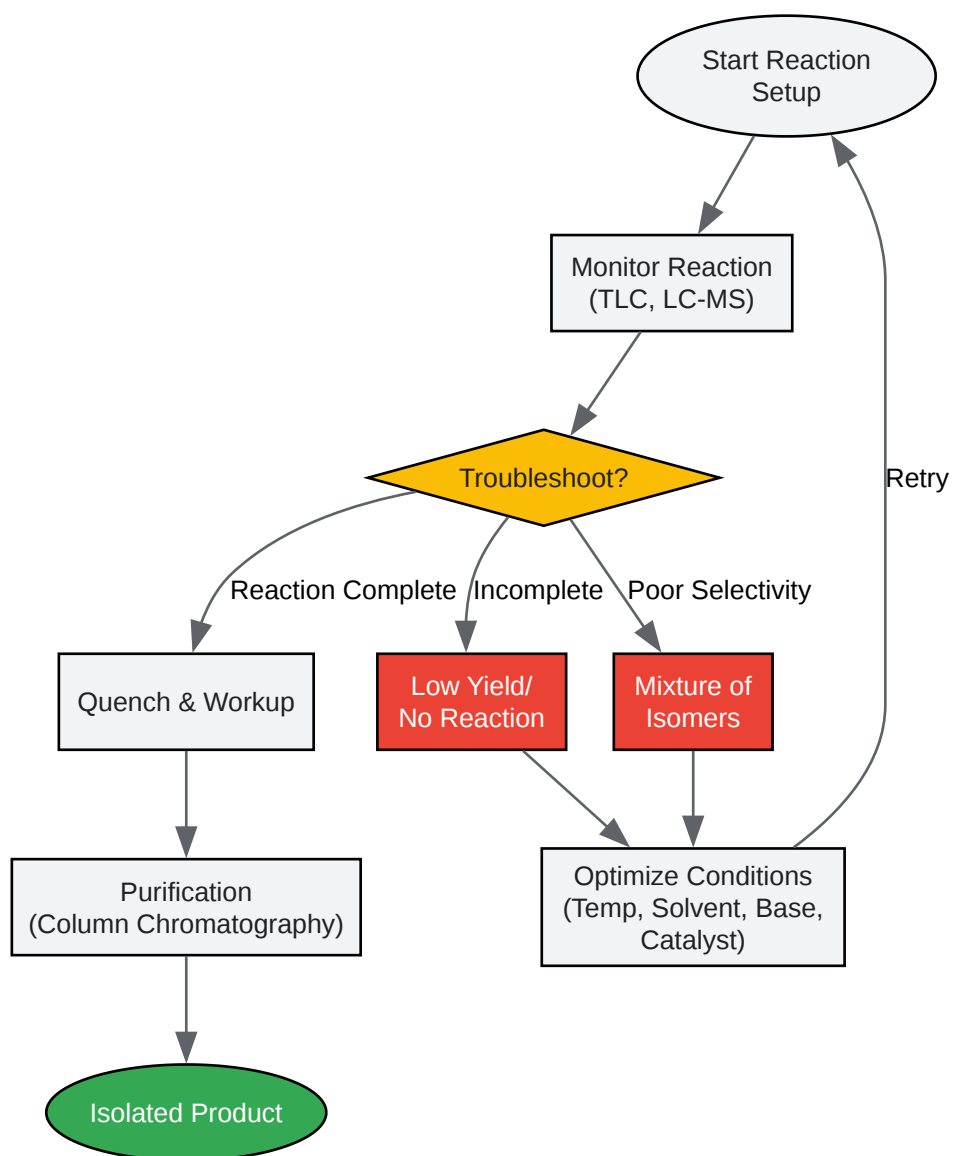 Start Reaction
Setup
Monitor Reaction
(TLC, LC-MS)
Troubleshoot?
Retry
Reaction Complete
Incomplete
Poor Selectivity
Quench & Workup
Low Yield/
No Reaction
Mixture of
Isomers
Purification
(Column Chromatography)
Optimize Conditions
(Temp, Solvent, Base,
Catalyst)
Isolated Product